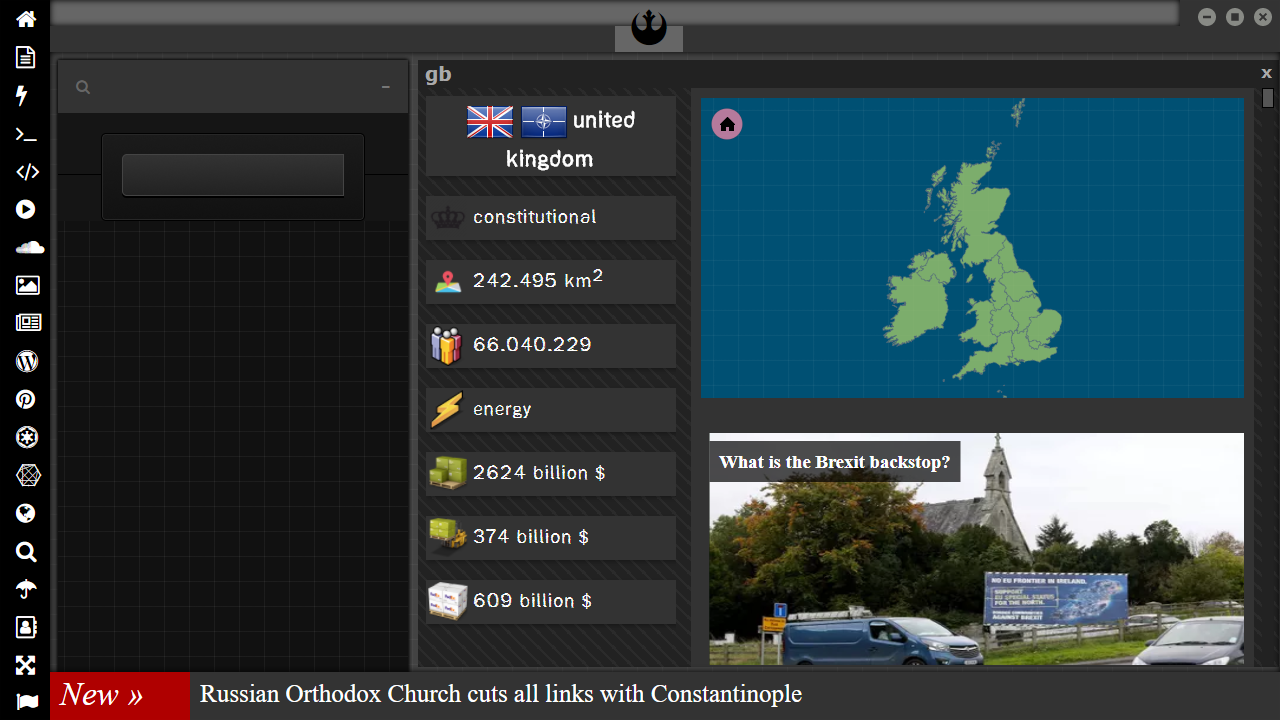 gb
x
united
kingdom
constitutional
242.495 km2
66.040.229
energy
2624 billion $
374 billion $
609 billion $
What is the Brexit backstop?
NO EU FRONTIER IN IRELAND.
SUPPORT
EU SPECIAL STATUS
FOR THE NORTH.
BORDER COMMUNITIES
AGAINST BREXIT
New »
Russian Orthodox Church cuts all links with Constantinople